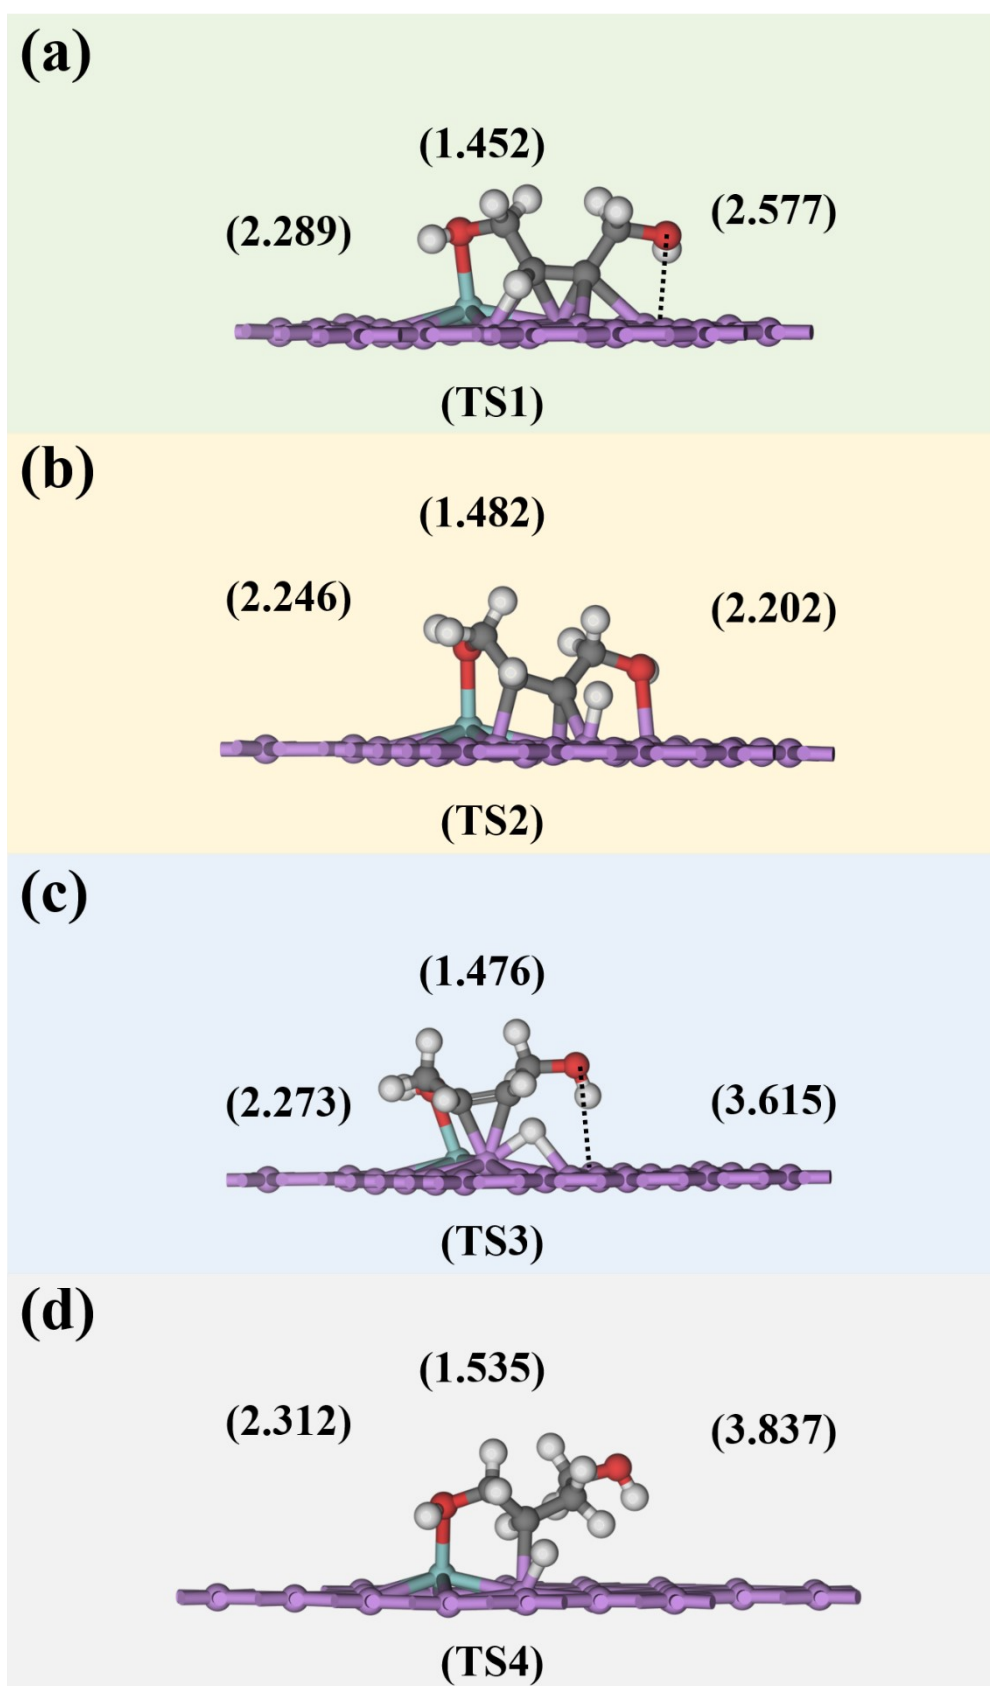 (a)
(1.452)
(2.289)
(2.577)
(TS1)
(b)
(1.482)
(2.246)
(2.202)
(TS2)
(c)
(1.476)
(2.273)
(3.615)
(TS3)
(d)
(1.535)
(2.312)
(3.837)
(TS4)